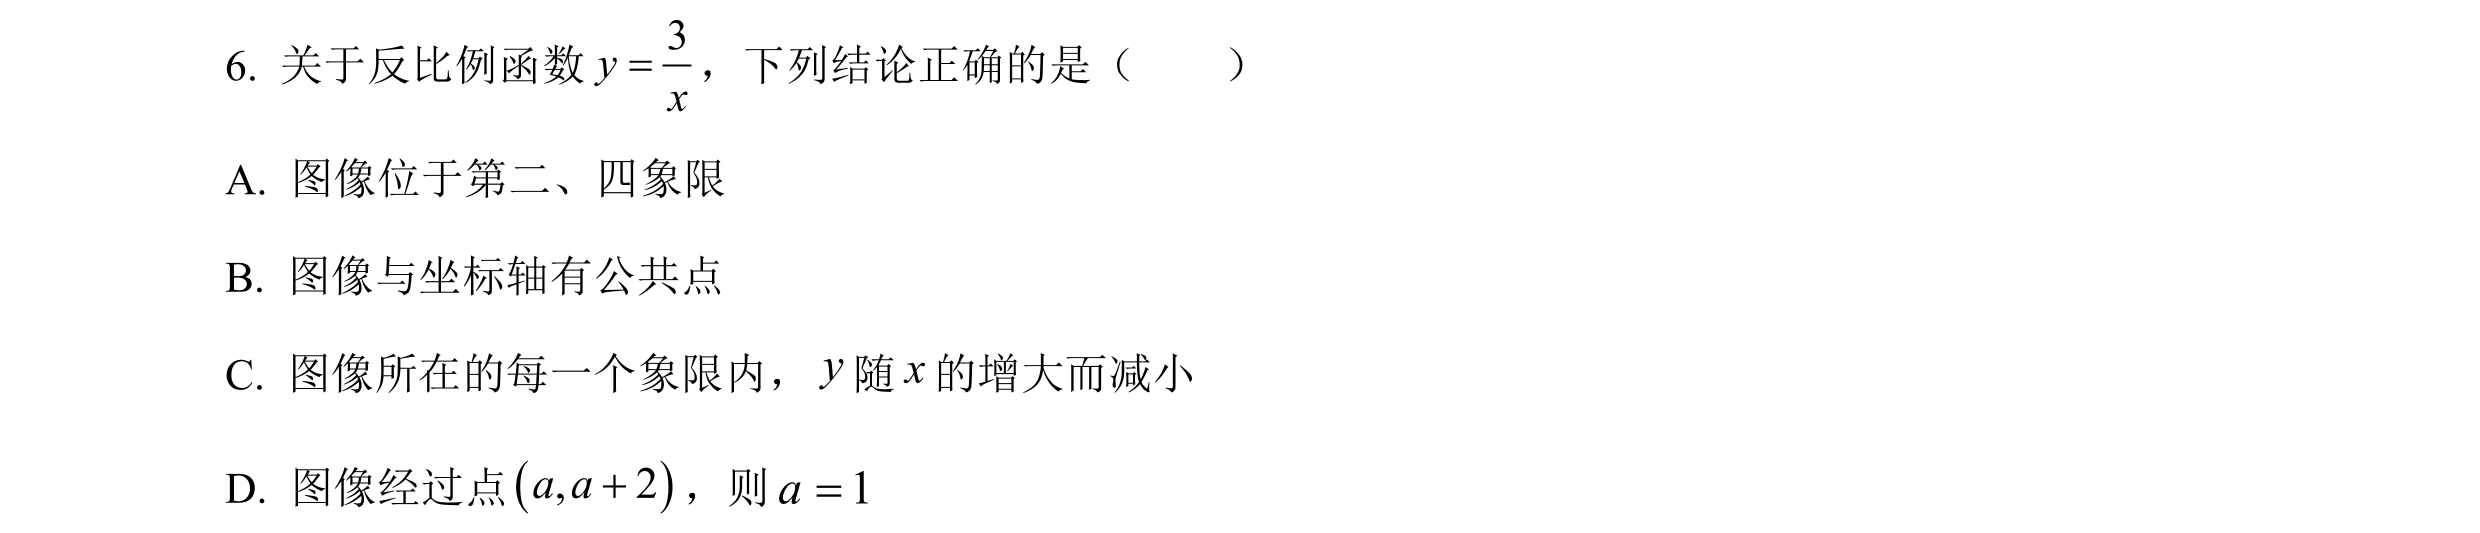 6. 关于反比例函数 y = 3/x，下列结论正确的是（　　）
A. 图像位于第二、四象限
B. 图像与坐标轴有公共点
C. 图像所在的每一个象限内，y 随 x 的增大而减小
D. 图像经过点(a,a+2)，则 a = 1